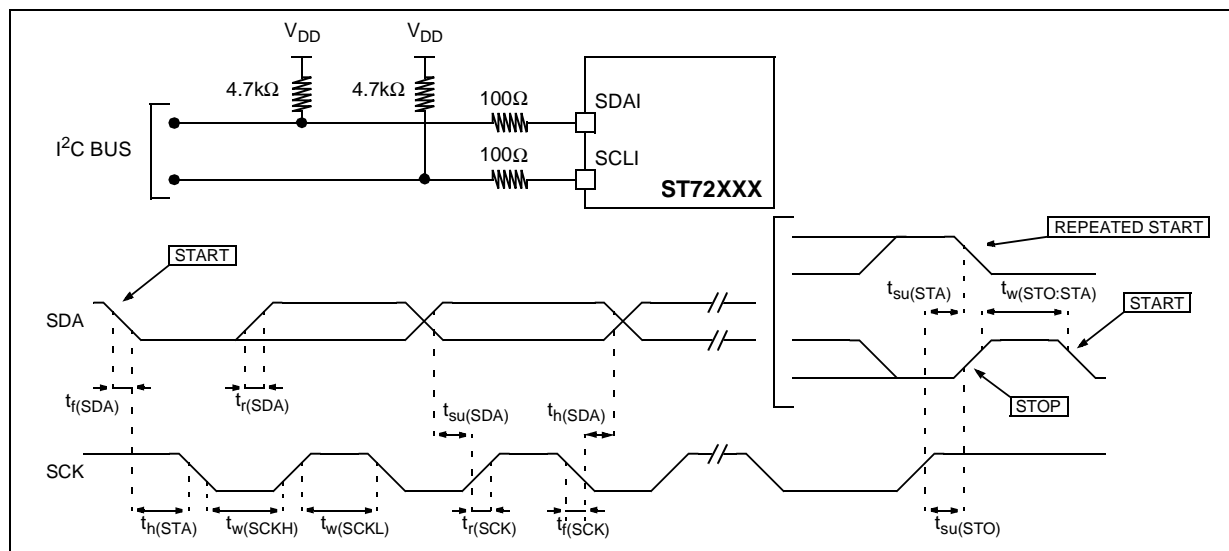 V_DD V_DD
4.7kΩ 4.7kΩ
100Ω SDAI
I²C BUS
100Ω SCLI
ST72XXX
REPEATED START
START
t_su(STA) t_w(STO:STA)
START
SDA
t_f(SDA) t_r(SDA)
t_su(SDA) t_h(SDA)
STOP
SCK
t_h(STA) t_w(SCKH) t_w(SCKL) t_r(SCK) t_f(SCK) t_su(STO)